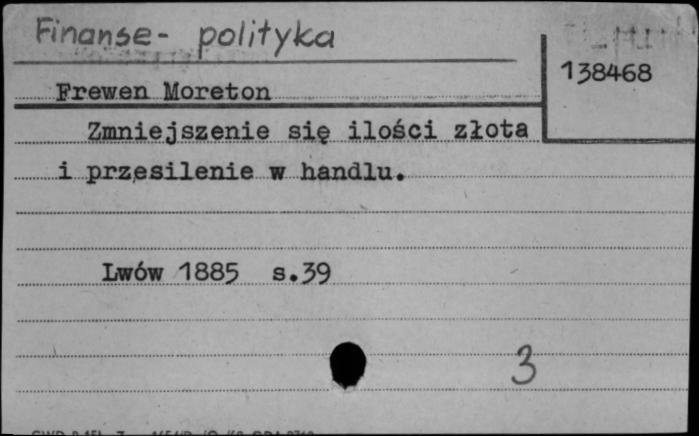 Finanse- polityka
138468
Frewen Moreton
Zmniejszenie się ilości złota
i przesilenie w handlu.
Lwów 1885 s.39
3